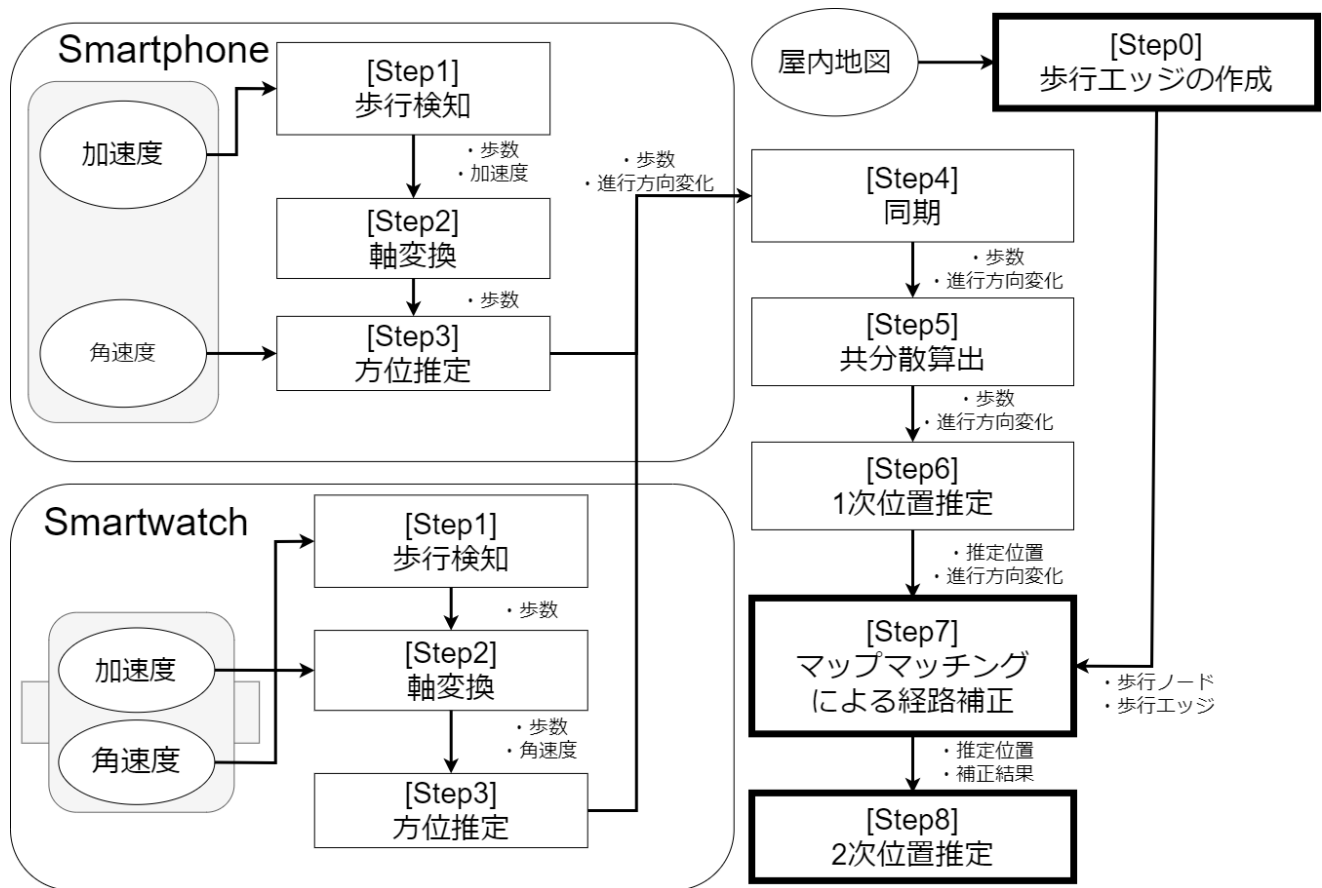 Smartphone
加速度
角速度
[Step1]
歩行検知
・歩数
・加速度
[Step2]
軸変換
・歩数
[Step3]
方位推定
・歩数
・進行方向変化
Smartwatch
加速度
角速度
[Step1]
歩行検知
・歩数
[Step2]
軸変換
・歩数
・角速度
[Step3]
方位推定
屋内地図
[Step0]
歩行エッジの作成
[Step4]
同期
・歩数
・進行方向変化
[Step5]
共分散算出
・歩数
・進行方向変化
[Step6]
1次位置推定
・推定位置
・進行方向変化
[Step7]
マップマッチング
による経路補正
・歩行ノード
・歩行エッジ
・推定位置
・補正結果
[Step8]
2次位置推定